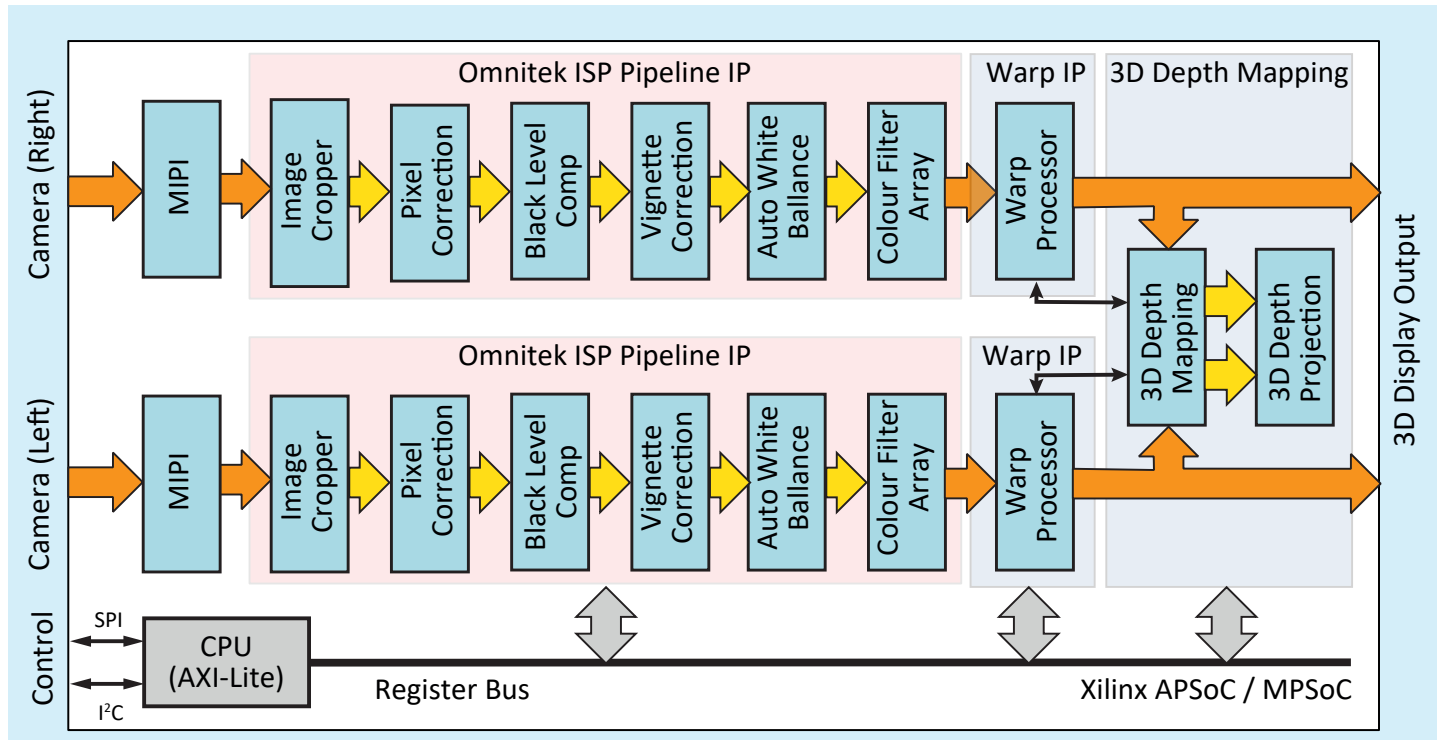 Omnitek ISP Pipeline IP
Warp IP
3D Depth Mapping
Camera (Right)
MIPI
Image
Cropper
Pixel
Correction
Black Level
Comp
Vignette
Correction
Auto White
Ballance
Colour Filter
Array
Warp
Processor
3D Depth
Mapping
3D Depth
Projection
3D Display Output
Omnitek ISP Pipeline IP
Warp IP
Camera (Left)
MIPI
Image
Cropper
Pixel
Correction
Black Level
Comp
Vignette
Correction
Auto White
Ballance
Colour Filter
Array
Warp
Processor
Control
SPI
I²C
CPU
(AXI-Lite)
Register Bus
Xilinx APSoC / MPSoC